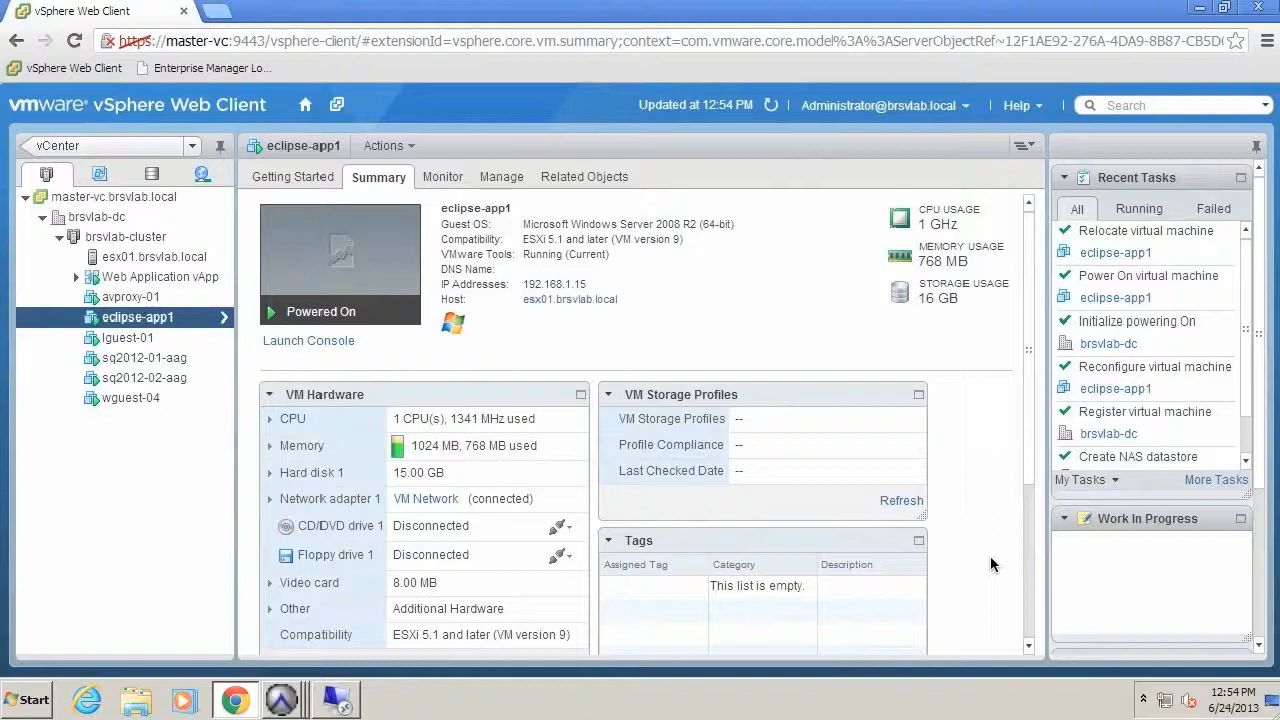 vSphere Web Client
https://master-vc:9443/vsphere-client/#extensionId=vsphere.core.vm.summary;context=com.vmware.core.model%3A%3AServerObjectRef~12F1AE92-276A-4DA9-8B87-CB5D
vSphere Web Client Enterprise Manager Lo...
vmware vSphere Web Client Updated at 12:54 PM Administrator@brsvlab.local Help Search
vCenter
master-vc.brsvlab.local
brsvlab-dc
brsvlab-cluster
esx01.brsvlab.local
Web Application vApp
avproxy-01
eclipse-app1
lguest-01
sq2012-01-aag
sq2012-02-aag
wguest-04
eclipse-app1 Actions
Getting Started Summary Monitor Manage Related Objects
Powered On
Launch Console
eclipse-app1
Guest OS: Microsoft Windows Server 2008 R2 (64-bit)
Compatibility: ESXi 5.1 and later (VM version 9)
VMware Tools: Running (Current)
DNS Name:
IP Addresses: 192.168.1.15
Host: esx01.brsvlab.local
CPU USAGE
1 GHz
MEMORY USAGE
768 MB
STORAGE USAGE
16 GB
VM Hardware
CPU 1 CPU(s), 1341 MHz used
Memory 1024 MB, 768 MB used
Hard disk 1 15.00 GB
Network adapter 1 VM Network (connected)
CD/DVD drive 1 Disconnected
Floppy drive 1 Disconnected
Video card 8.00 MB
Other Additional Hardware
Compatibility ESXi 5.1 and later (VM version 9)
VM Storage Profiles
VM Storage Profiles --
Profile Compliance --
Last Checked Date --
Refresh
Tags
Assigned Tag Category Description
This list is empty.
Recent Tasks
All Running Failed
Relocate virtual machine
eclipse-app1
Power On virtual machine
eclipse-app1
Initialize powering On
brsvlab-dc
Reconfigure virtual machine
eclipse-app1
Register virtual machine
brsvlab-dc
Create NAS datastore
My Tasks More Tasks
Work In Progress
Start
12:54 PM
6/24/2013